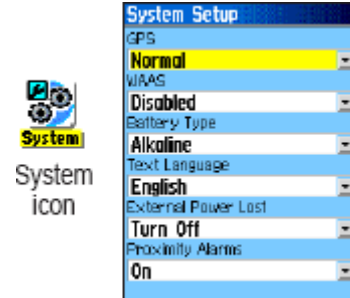 System Setup
GPS
Normal
WAAS
Disabled
Battery Type
Alkaline
Text Language
English
External Power Lost
Turn Off
Proximity Alarms
On
System
System
icon